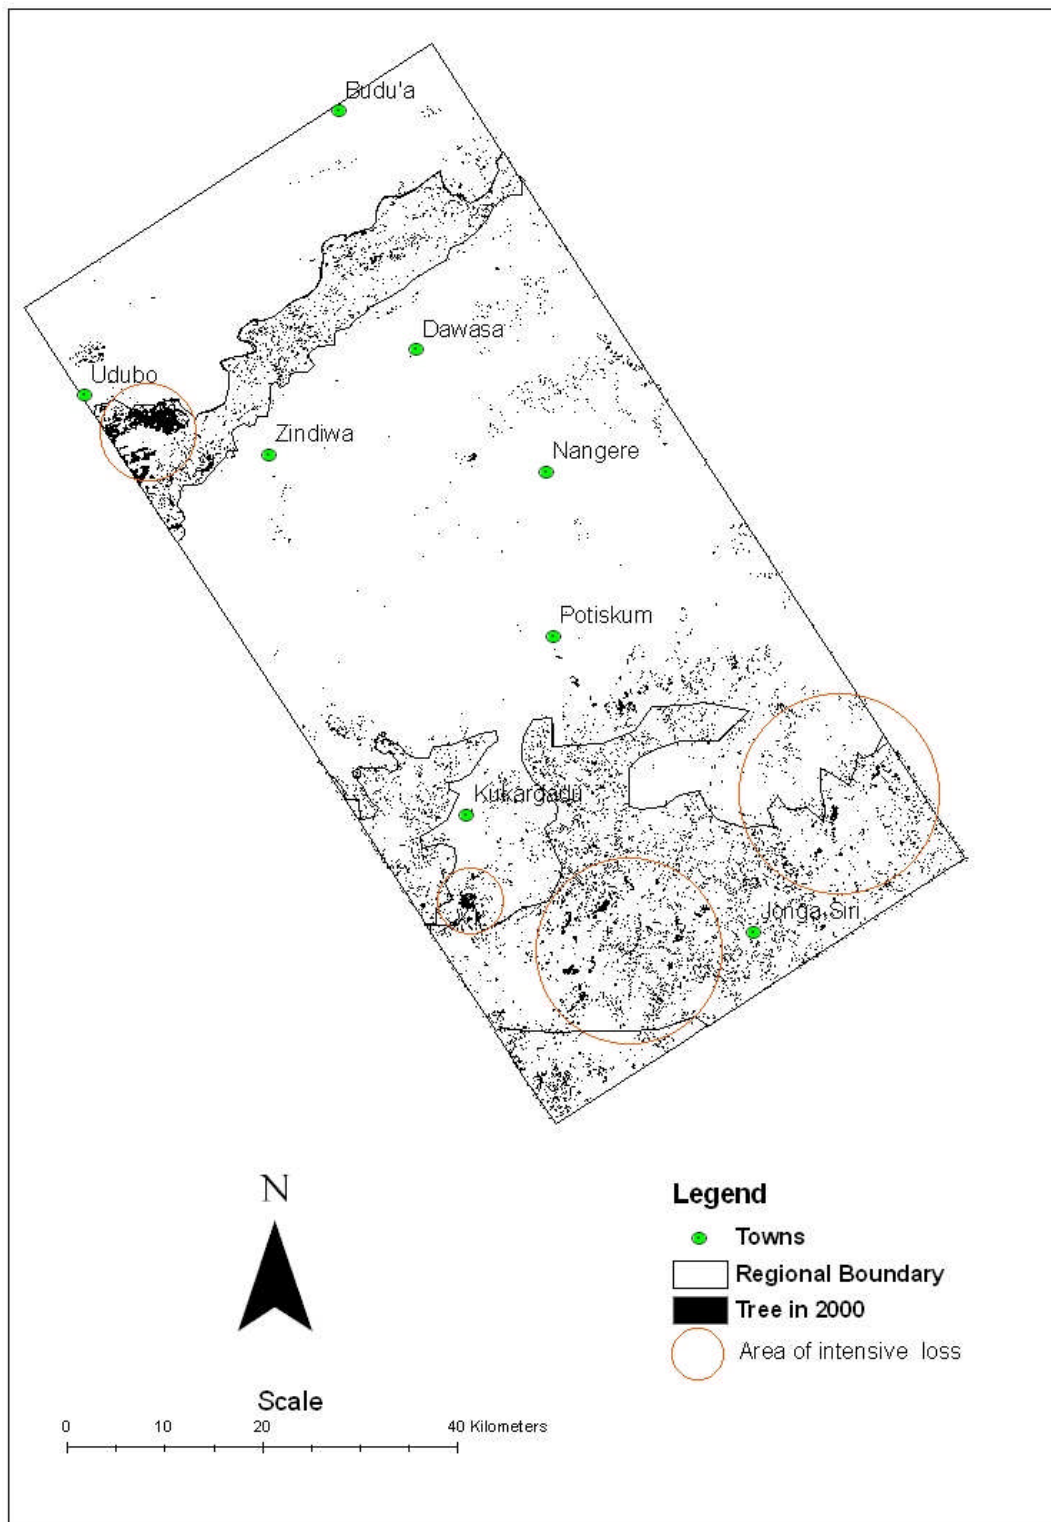 Budu'a
Dawasa
Udubo
Zindiwa
Nangere
Potiskum
Kukargadu
Jonga Siri
N
Legend
Towns
Regional Boundary
Tree in 2000
Area of intensive loss
Scale
0 10 20 40 Kilometers